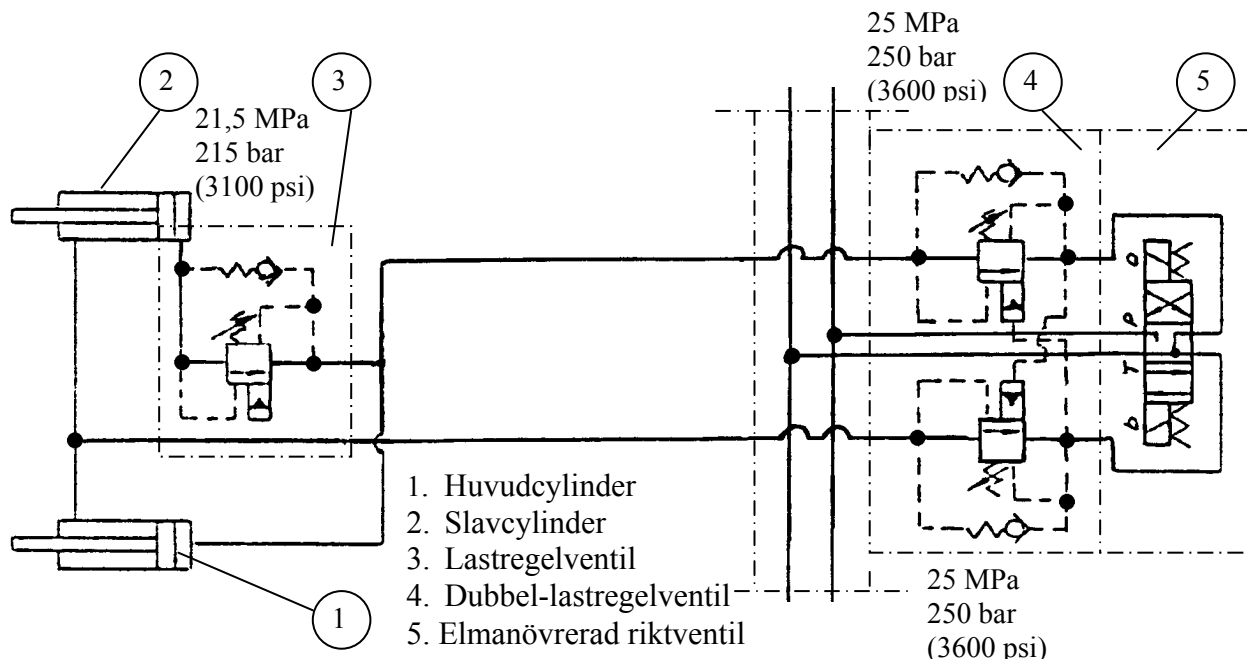 25 MPa
250 bar
(3600 psi)
2
3
4
5
21,5 MPa
215 bar
(3100 psi)
a
P
T
b
1. Huvudcylinder
2. Slavcylinder
3. Lastregelventil
4. Dubbel-lastregelventil
5. Elmanövrerad riktventil
1
25 MPa
250 bar
(3600 psi)